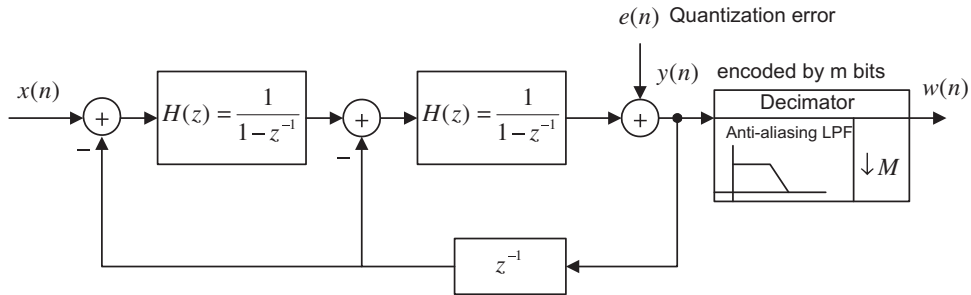 e(n) Quantization error
x(n)
H(z) = 1/(1 − z⁻¹)
H(z) = 1/(1 − z⁻¹)
y(n)
encoded by m bits
w(n)
+
+
+
Decimator
Anti-aliasing LPF
↓ M
−
−
z⁻¹